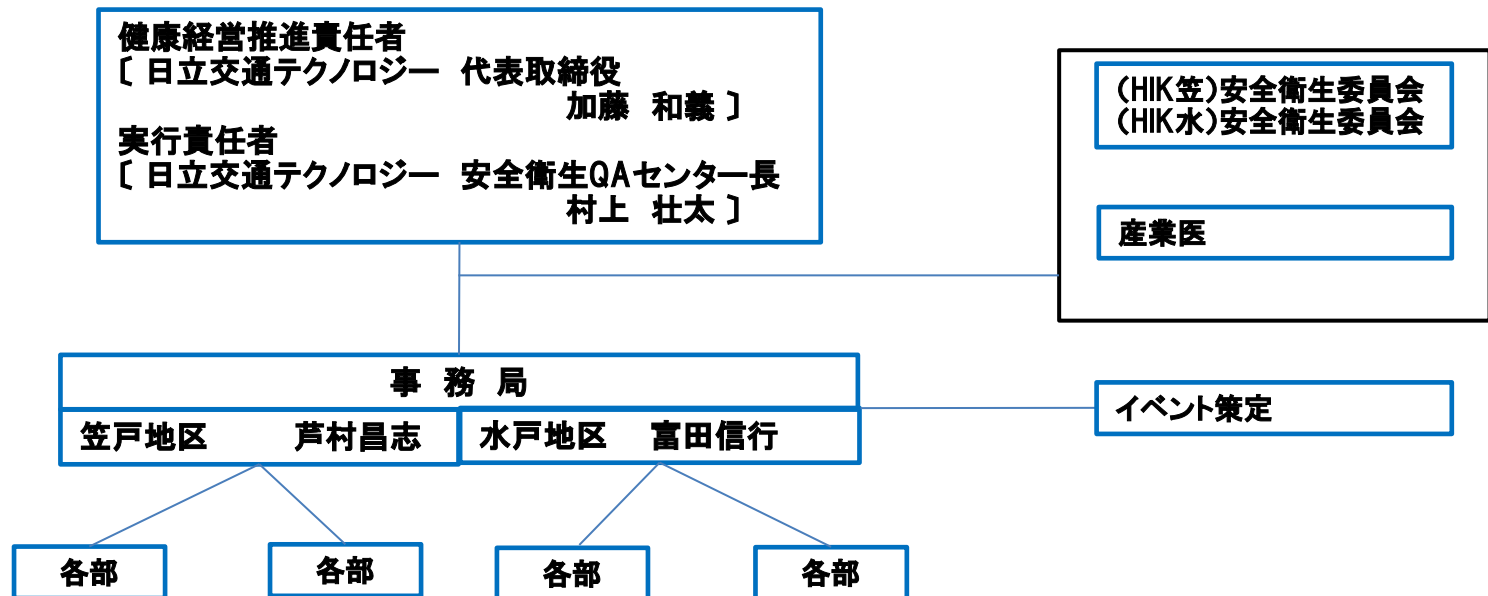 健康経営推進責任者
〔 日立交通テクノロジー 代表取締役
加藤 和義 〕
実行責任者
〔 日立交通テクノロジー 安全衛生QAセンター長
村上 壮太 〕
(HIK笠)安全衛生委員会
(HIK水)安全衛生委員会
産業医
事 務 局
笠戸地区 芦村昌志
水戸地区 富田信行
イベント策定
各部
各部
各部
各部